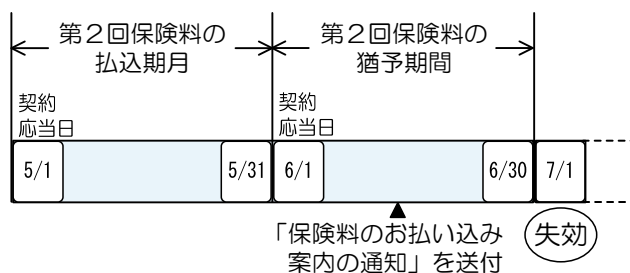 第２回保険料の
払込期月
第２回保険料の
猶予期間
契約
応当日
契約
応当日
5/1
5/31
6/1
6/30
7/1
「保険料のお払い込み
案内の通知」を送付
失効